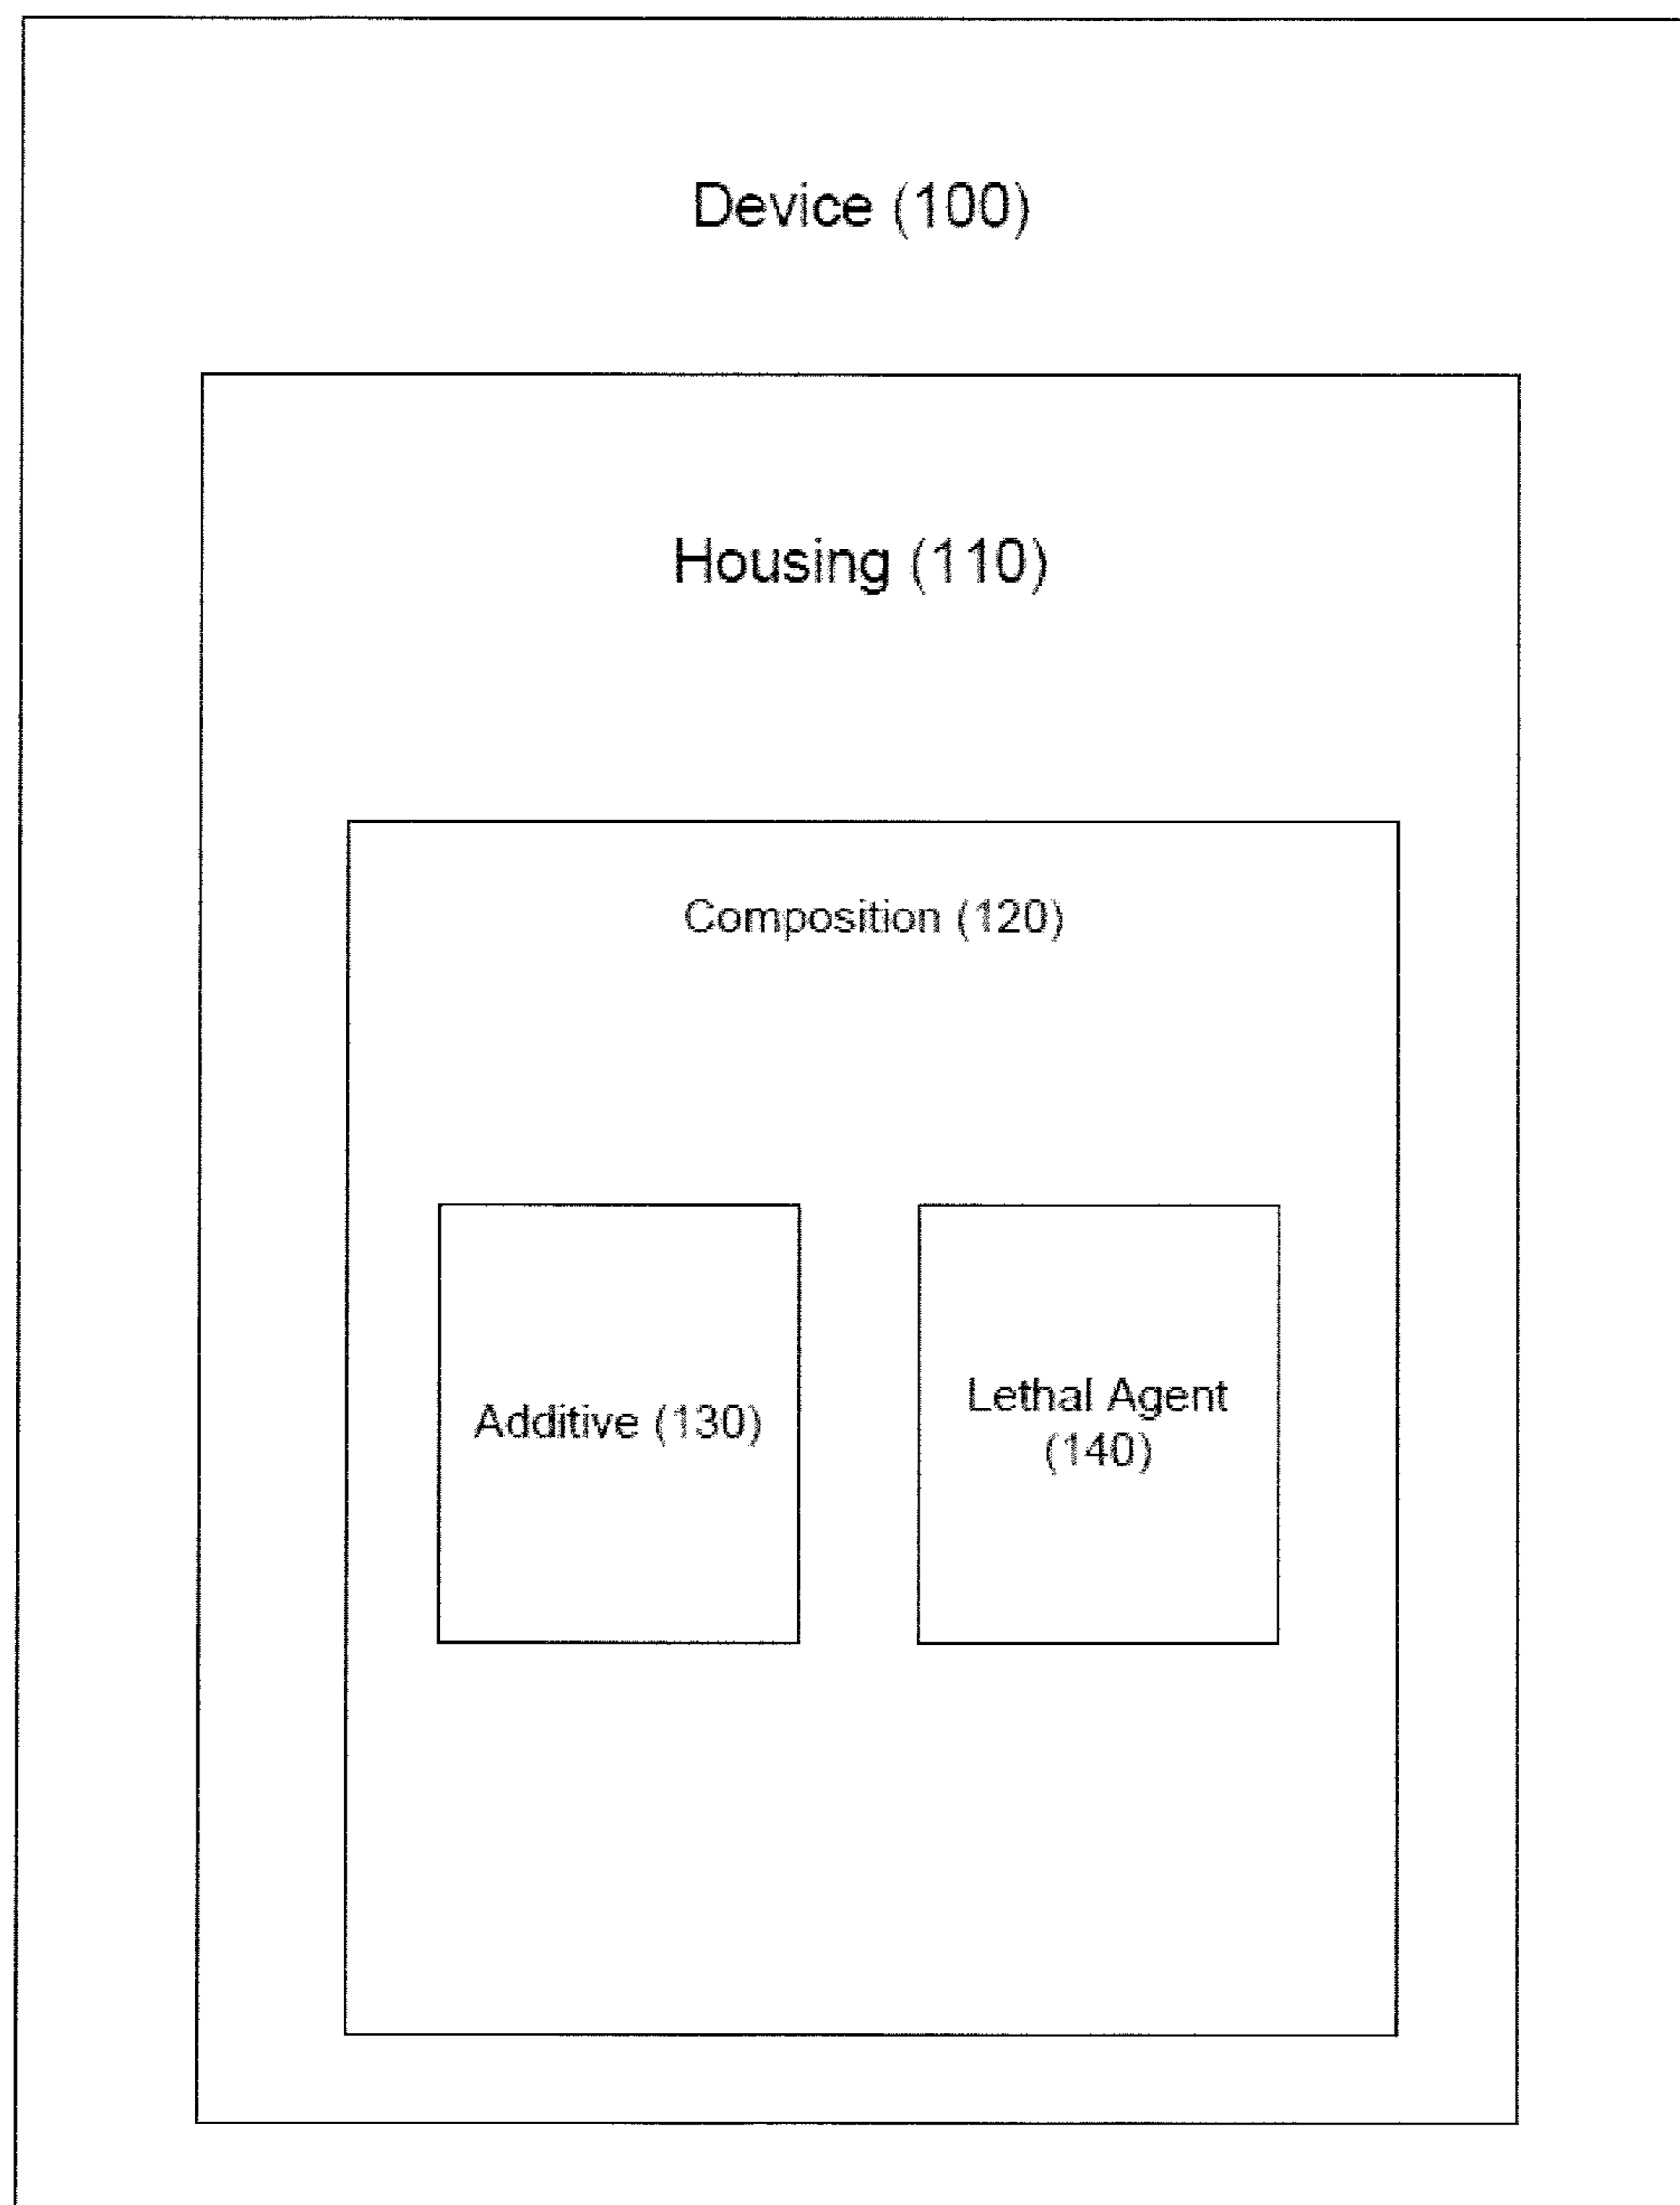 Device (100)
Housing (110)
Composition (120)
Additive (130)
Lethal Agent
(140)